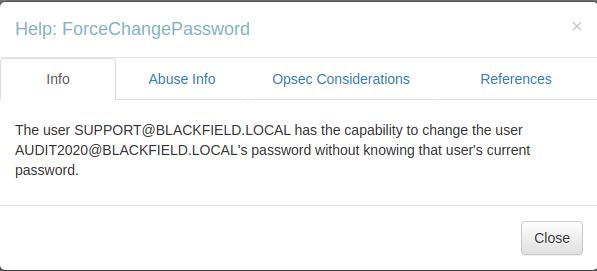 Help: ForceChangePassword
×
Info
Abuse Info
Opsec Considerations
References
The user SUPPORT@BLACKFIELD.LOCAL has the capability to change the user
AUDIT2020@BLACKFIELD.LOCAL's password without knowing that user's current
password.
Close